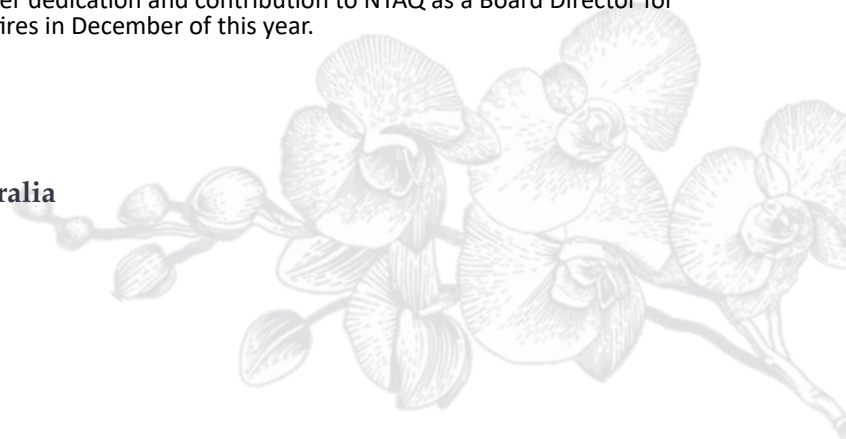 er dedication and contribution to NTAQ as a Board Director for
ires in December of this year.
ralia